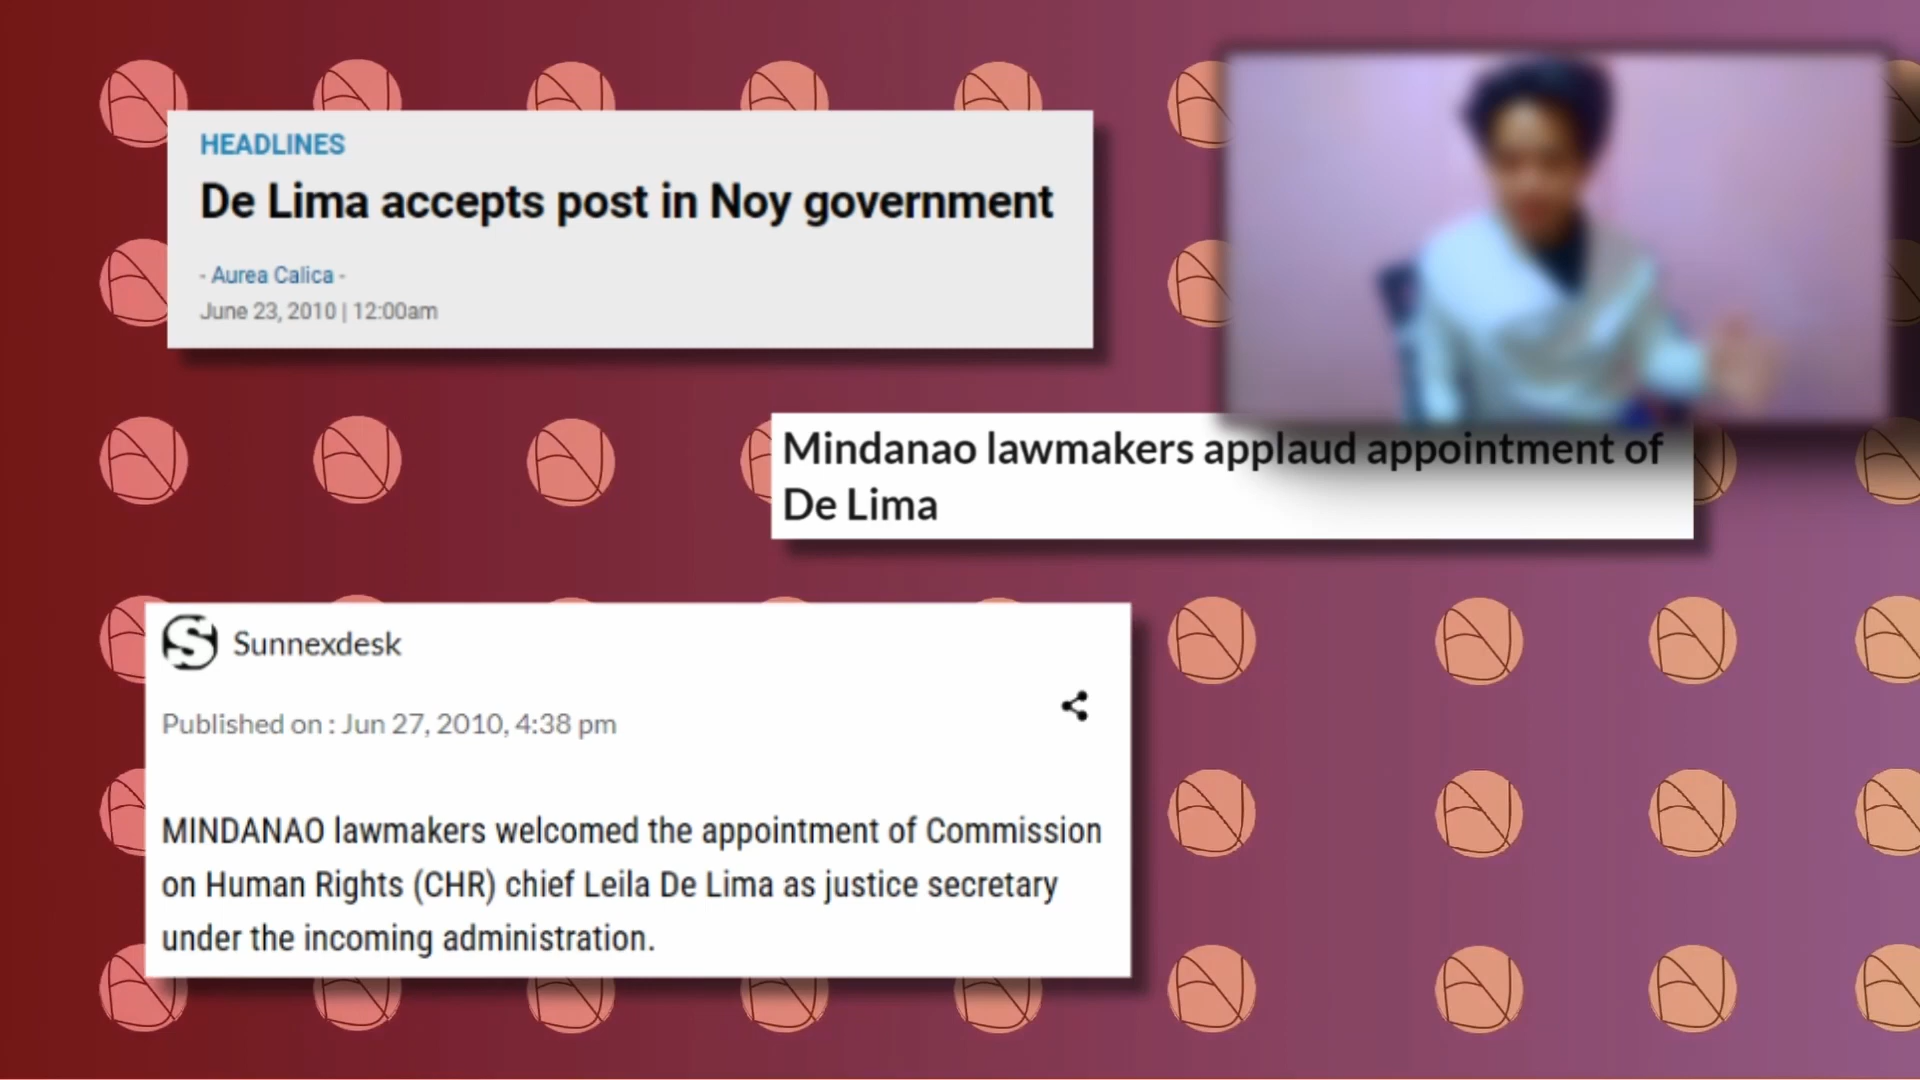 HEADLINES
De Lima accepts post in Noy government
- Aurea Calica -
June 23, 2010 | 12:00am
Mindanao lawmakers applaud appointment of
De Lima
Sunnexdesk
Published on : Jun 27, 2010, 4:38 pm
MINDANAO lawmakers welcomed the appointment of Commission
on Human Rights (CHR) chief Leila De Lima as justice secretary
under the incoming administration.